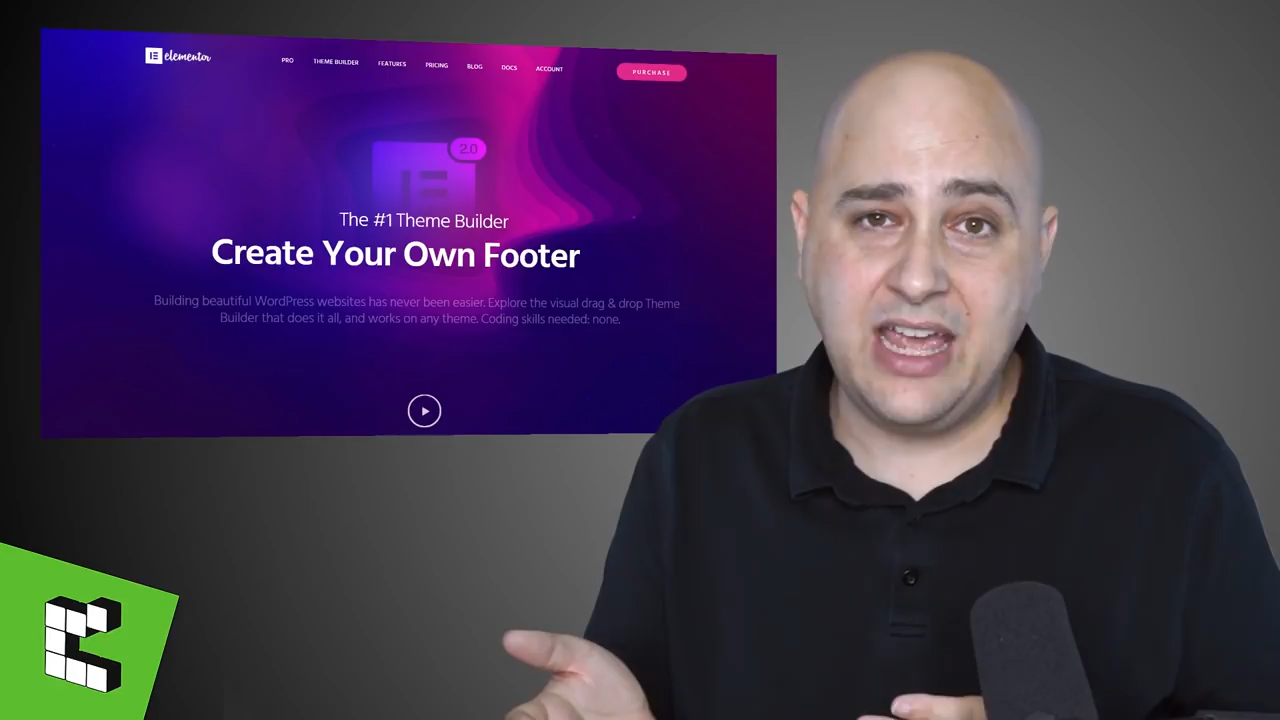 elementor
PRO THEME BUILDER FEATURES PRICING BLOG DOCS ACCOUNT PURCHASE
2.0
The #1 Theme Builder
Create Your Own Footer
Building beautiful WordPress websites has never been easier. Explore the visual drag & drop Theme
Builder that does it all, and works on any theme. Coding skills needed: none.